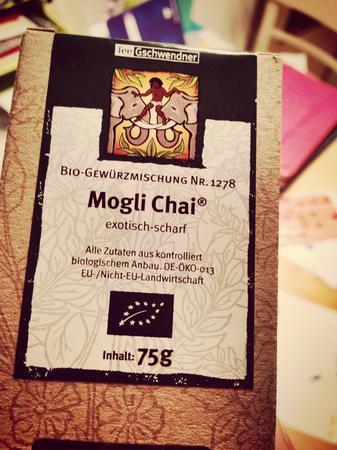 Tee Gschwendner
BIO-GEWÜRZMISCHUNG NR. 1278
Mogli Chai®
exotisch-scharf
Alle Zutaten aus kontrolliert
biologischem Anbau. DE-ÖKO-013
EU-/Nicht-EU-Landwirtschaft
Inhalt: 75g